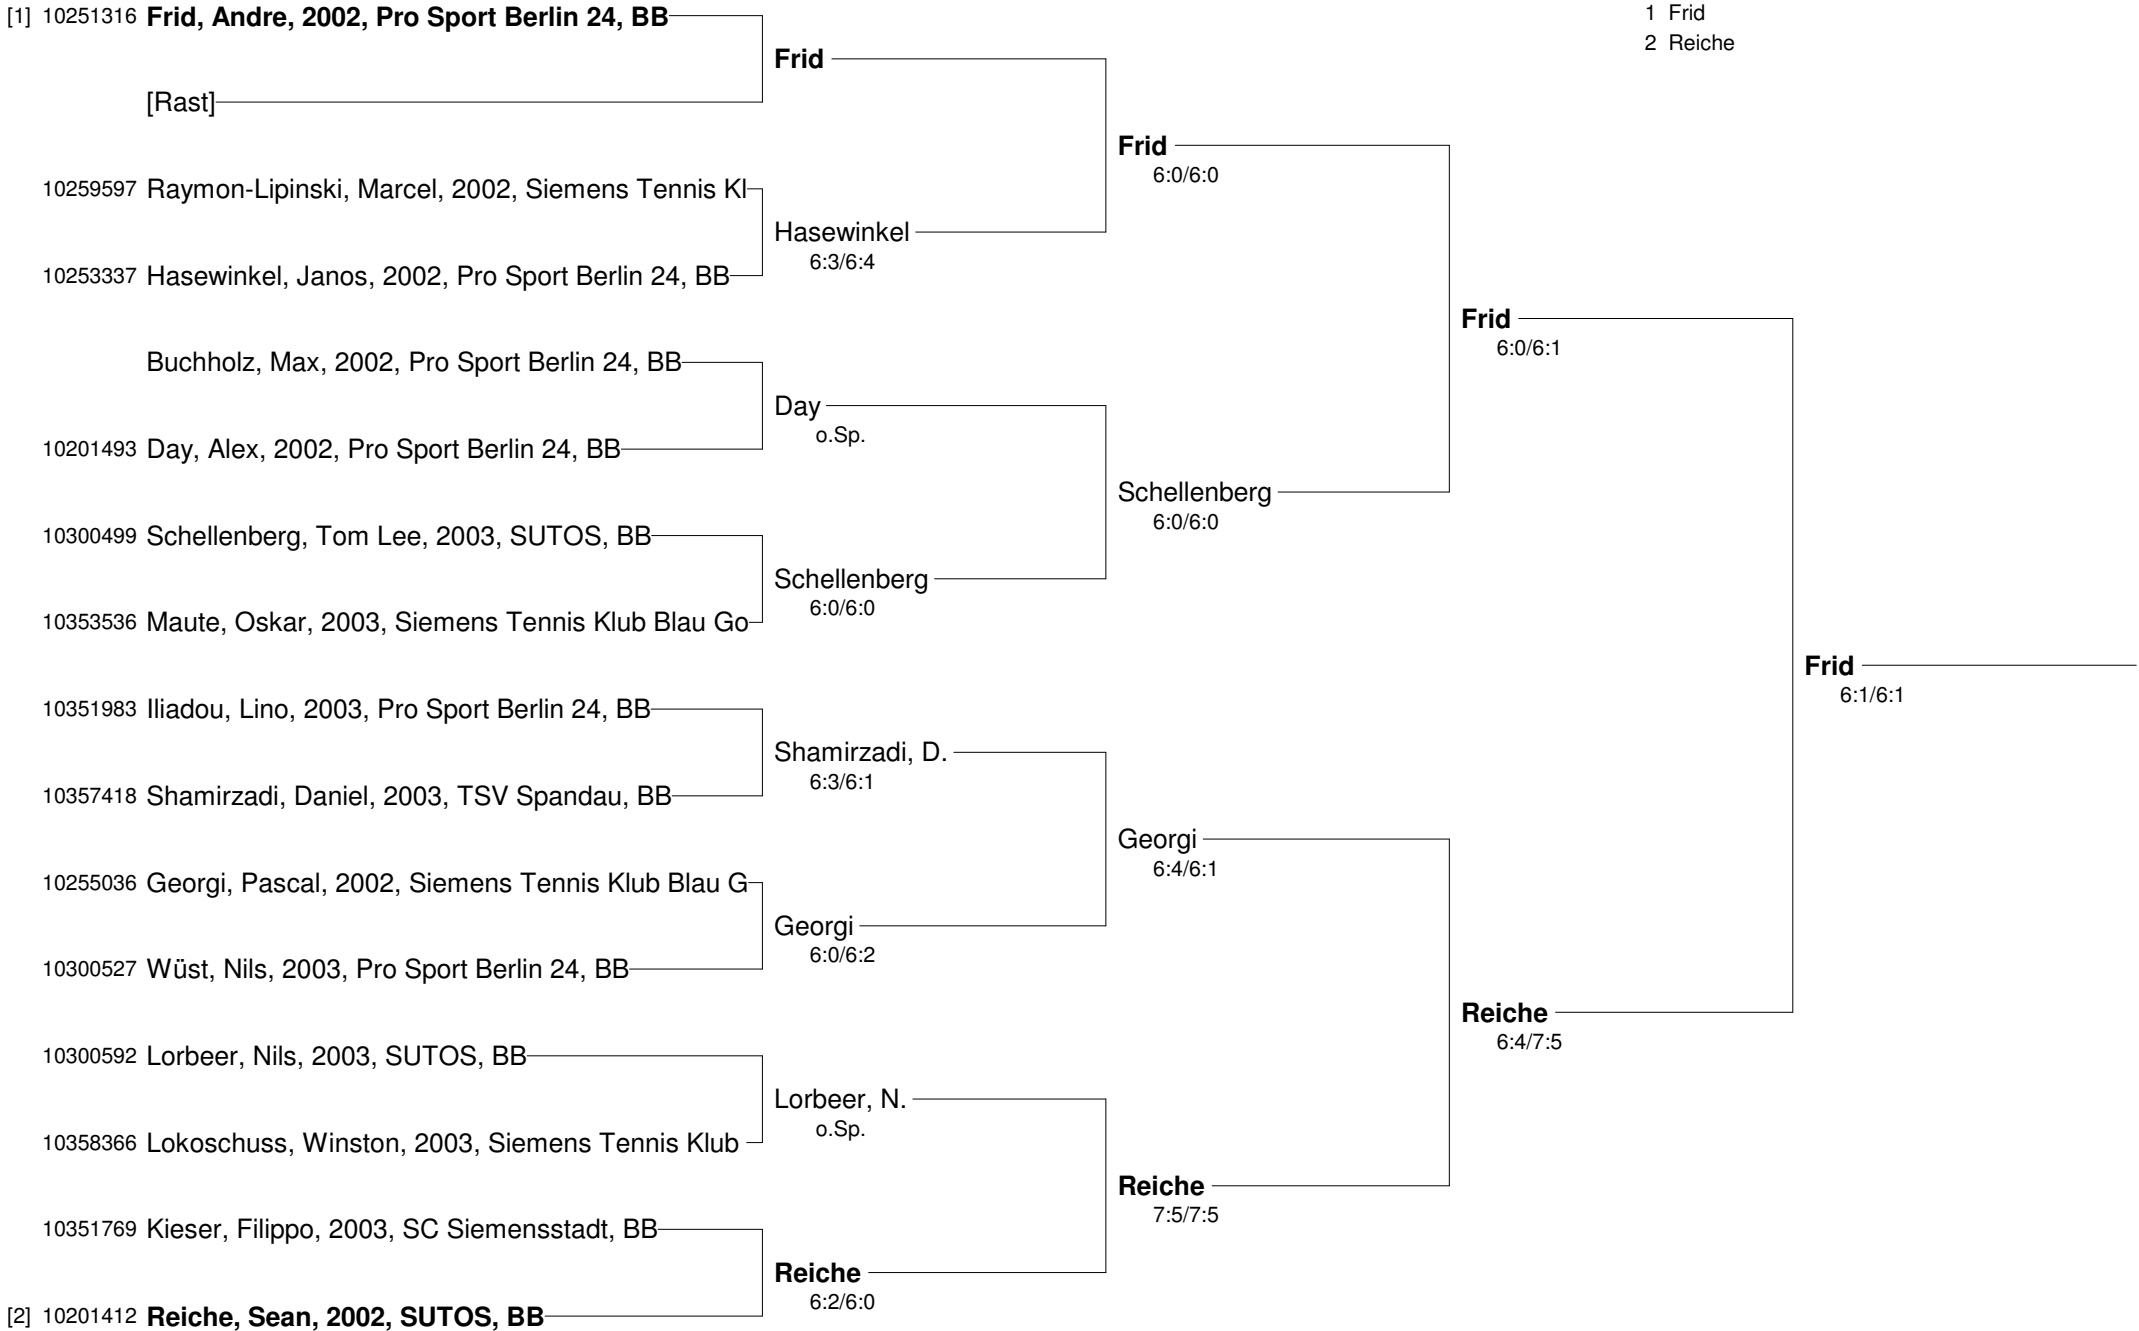 [1] 10251316 Frid, Andre, 2002, Pro Sport Berlin 24, BB
1 Frid
2 Reiche
Frid
[Rast]
Frid
6:0/6:0
10259597 Raymon-Lipinski, Marcel, 2002, Siemens Tennis Kl
Hasewinkel
6:3/6:4
10253337 Hasewinkel, Janos, 2002, Pro Sport Berlin 24, BB
Frid
6:0/6:1
Buchholz, Max, 2002, Pro Sport Berlin 24, BB
Day
o.Sp.
10201493 Day, Alex, 2002, Pro Sport Berlin 24, BB
Schellenberg
6:0/6:0
10300499 Schellenberg, Tom Lee, 2003, SUTOS, BB
Schellenberg
6:0/6:0
10353536 Maute, Oskar, 2003, Siemens Tennis Klub Blau Go
Frid
6:1/6:1
10351983 Iliadou, Lino, 2003, Pro Sport Berlin 24, BB
Shamirzadi, D.
6:3/6:1
10357418 Shamirzadi, Daniel, 2003, TSV Spandau, BB
Georgi
6:4/6:1
10255036 Georgi, Pascal, 2002, Siemens Tennis Klub Blau G
Georgi
6:0/6:2
10300527 Wüst, Nils, 2003, Pro Sport Berlin 24, BB
Reiche
6:4/7:5
10300592 Lorbeer, Nils, 2003, SUTOS, BB
Lorbeer, N.
o.Sp.
10358366 Lokoschuss, Winston, 2003, Siemens Tennis Klub
Reiche
7:5/7:5
10351769 Kieser, Filippo, 2003, SC Siemensstadt, BB
Reiche
6:2/6:0
[2] 10201412 Reiche, Sean, 2002, SUTOS, BB